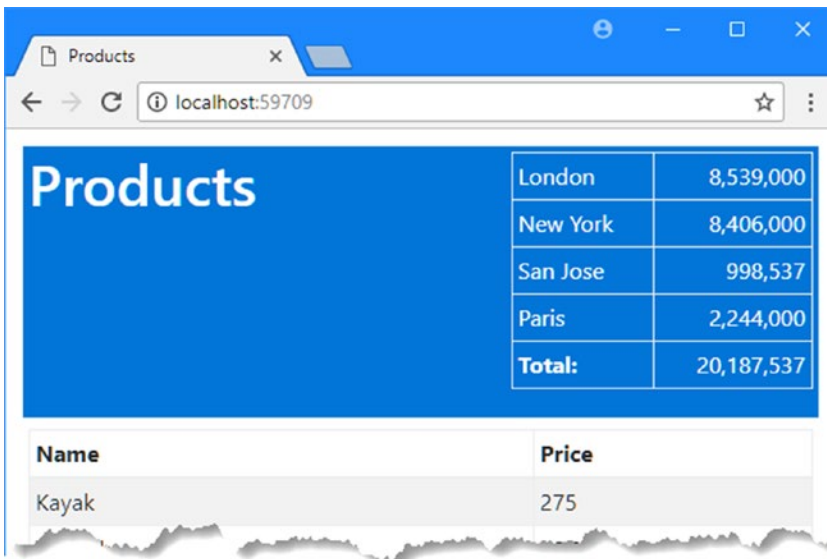 Products
localhost:59709
Products
London 8,539,000
New York 8,406,000
San Jose 998,537
Paris 2,244,000
Total: 20,187,537
Name Price
Kayak 275